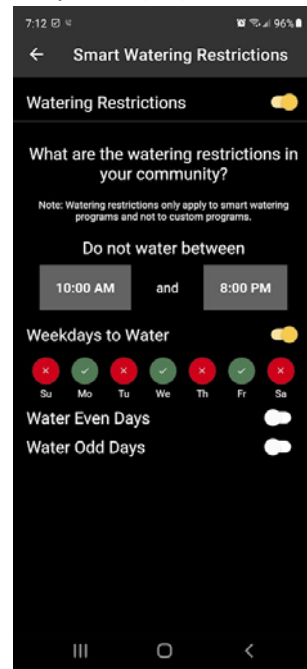 7:12
96%
Smart Watering Restrictions
Watering Restrictions
What are the watering restrictions in
your community?
Note: Watering restrictions only apply to smart watering
programs and not to custom programs.
Do not water between
10:00 AM and 8:00 PM
Weekdays to Water
Su Mo Tu We Th Fr Sa
Water Even Days
Water Odd Days